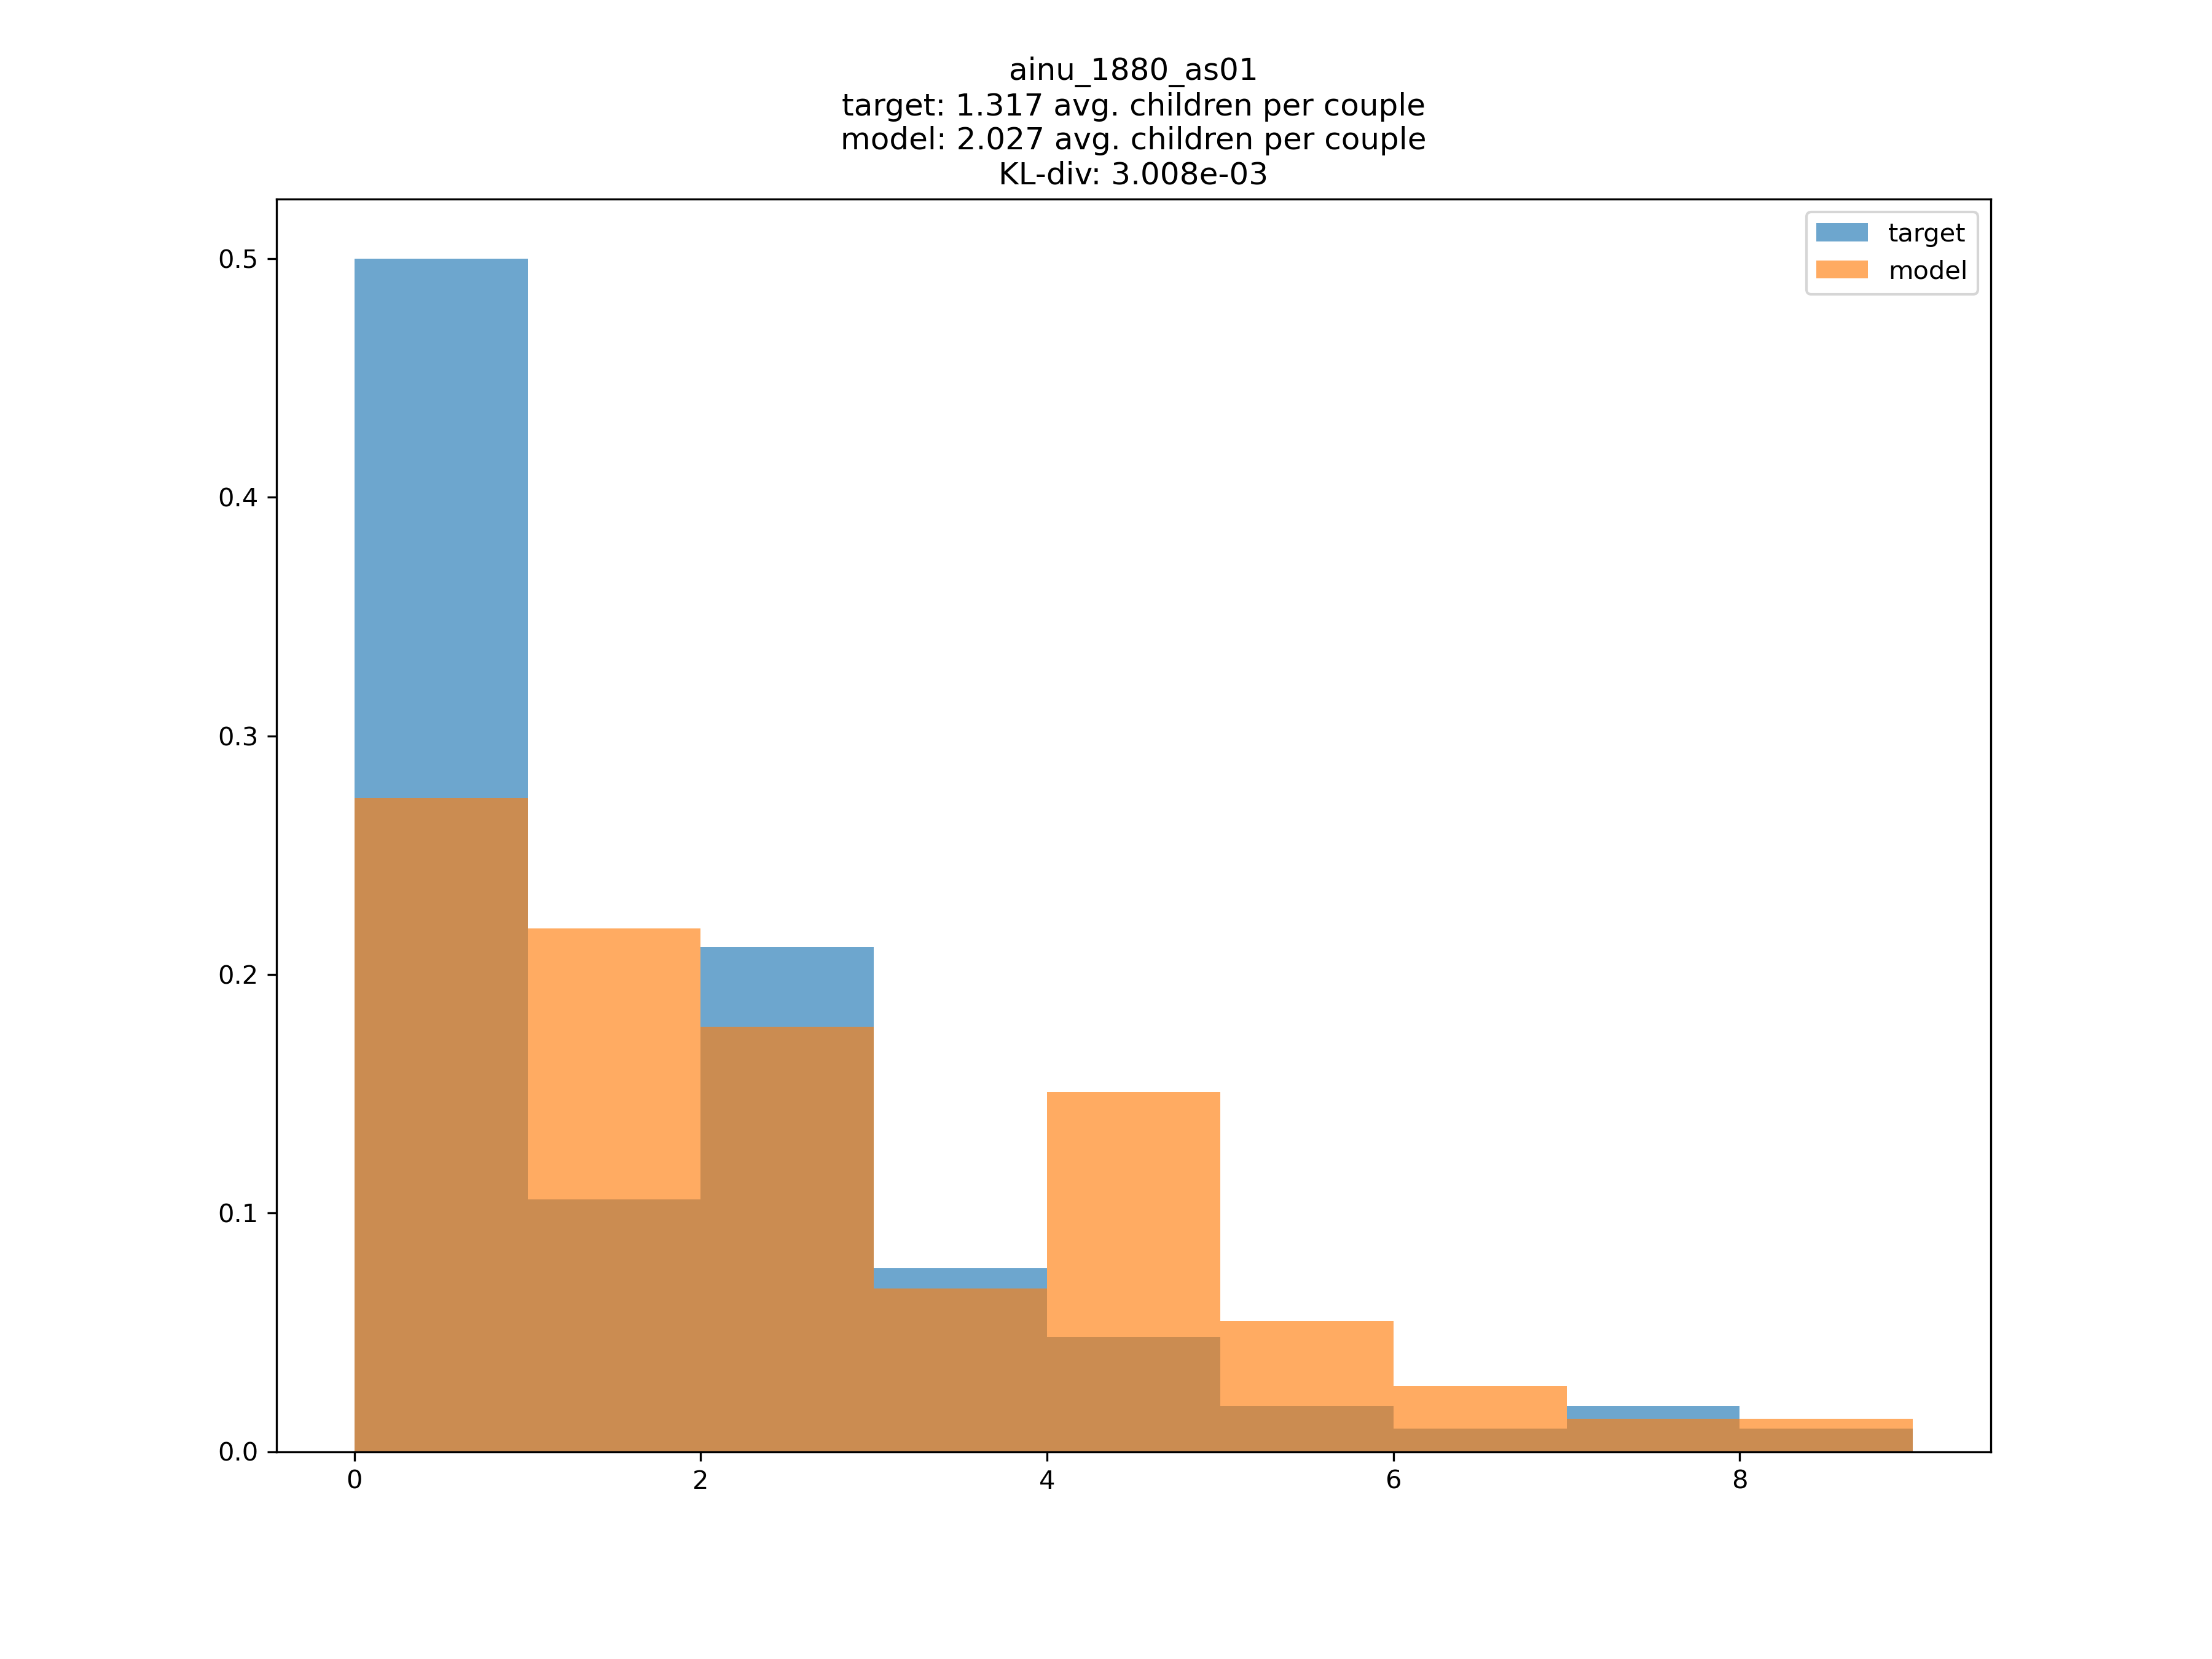 ainu_1880_as01
target: 1.317 avg. children per couple
model: 2.027 avg. children per couple
KL-div: 3.008e-03
target
model
0.5
0.4
0.3
0.2
0.1
0.0
0 2 4 6 8